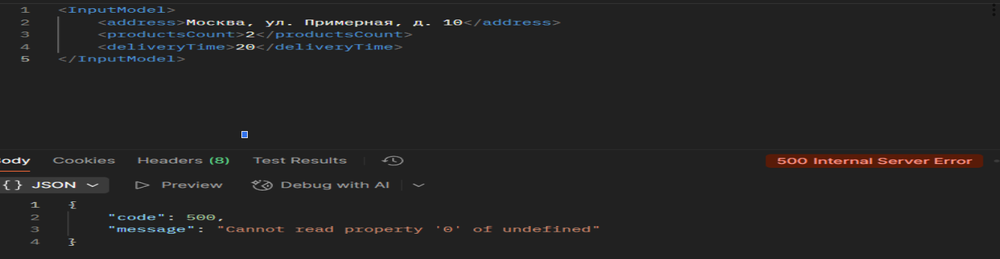 1 <InputModel>
2 <address>Москва, ул. Примерная, д. 10</address>
3 <productsCount>2</productsCount>
4 <deliveryTime>20</deliveryTime>
5 </InputModel>
ody Cookies Headers (8) Test Results 500 Internal Server Error
{} JSON Preview Debug with AI
1 {
2 "code": 500,
3 "message": "Cannot read property '0' of undefined"
4 }